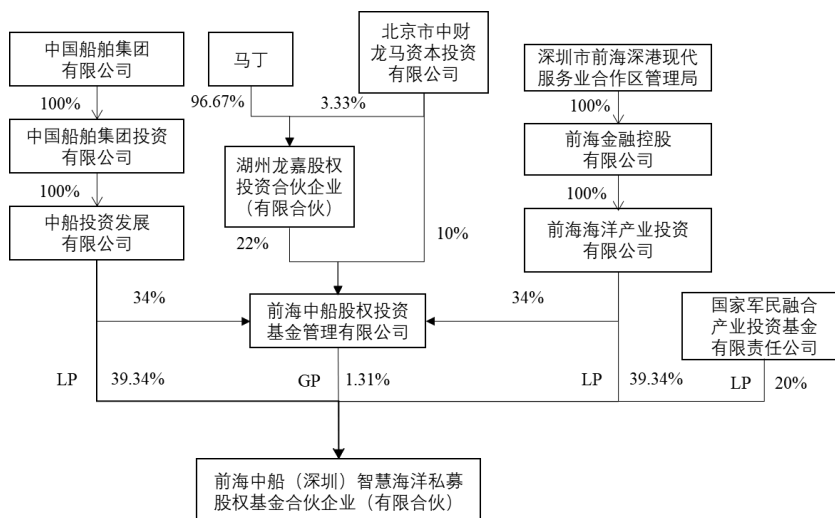 中国船舶集团
有限公司
马丁
北京市中财
龙马资本投资
有限公司
深圳市前海深港现代
服务业合作区管理局
100%
96.67%
3.33%
100%
中国船舶集团投资
有限公司
湖州龙嘉股权
投资合伙企业
（有限合伙）
前海金融控股
有限公司
100%
100%
中船投资发展
有限公司
22%
10%
前海海洋产业投资
有限公司
34%
前海中船股权投资
基金管理有限公司
34%
国家军民融合
产业投资基金
有限责任公司
LP
39.34%
GP
1.31%
LP
39.34%
LP
20%
前海中船（深圳）智慧海洋私募
股权基金合伙企业（有限合伙）